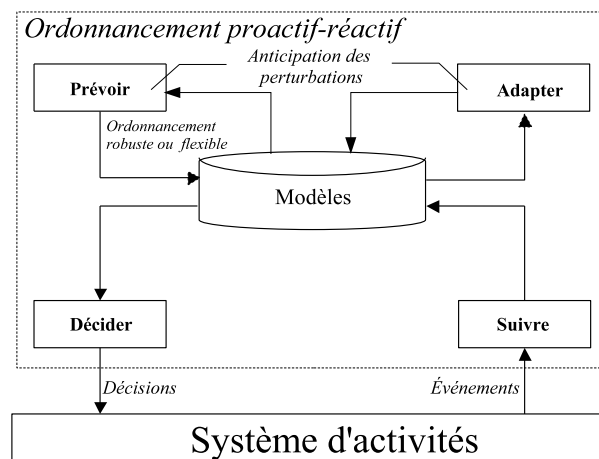 Ordonnancement proactif-réactif
Anticipation des
perturbations
Prévoir
Adapter
Ordonnancement
robuste ou flexible
Modèles
Décider
Suivre
Décisions
Événements
Système d'activités